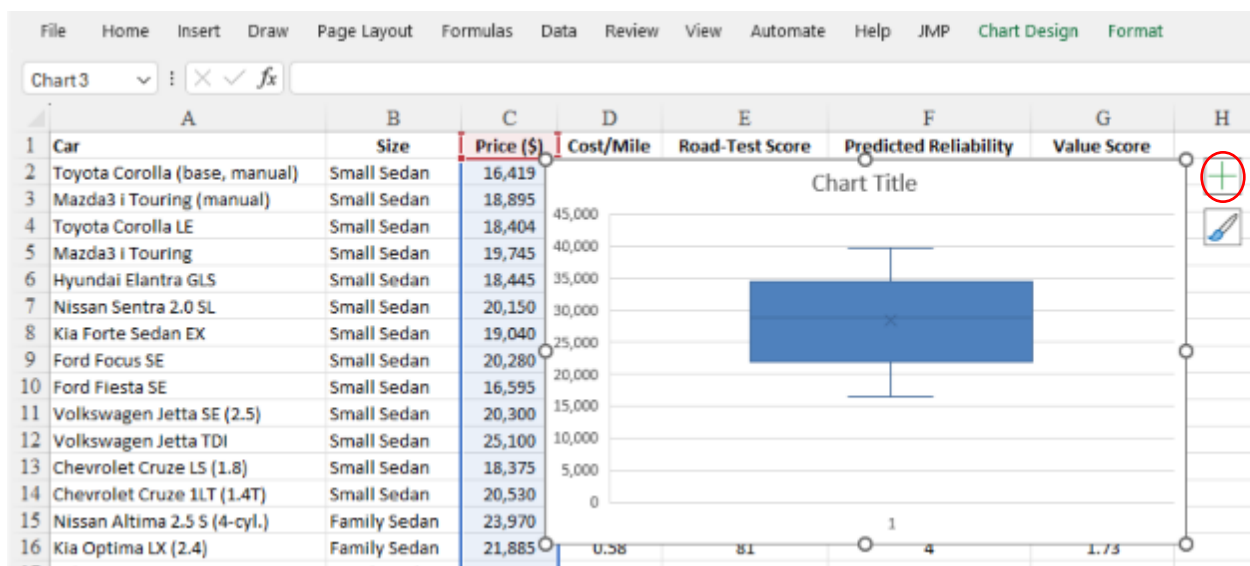 File Home Insert Draw Page Layout Formulas Data Review View Automate Help JMP Chart Design Format
Chart 3 fx
A B C D E F G H
1 Car Size Price ($) Cost/Mile Road-Test Score Predicted Reliability Value Score
2 Toyota Corolla (base, manual) Small Sedan 16,419
3 Mazda3 i Touring (manual) Small Sedan 18,895
4 Toyota Corolla LE Small Sedan 18,404
5 Mazda3 i Touring Small Sedan 19,745
6 Hyundai Elantra GLS Small Sedan 18,445
7 Nissan Sentra 2.0 SL Small Sedan 20,150
8 Kia Forte Sedan EX Small Sedan 19,040
9 Ford Focus SE Small Sedan 20,280
10 Ford Fiesta SE Small Sedan 16,595
11 Volkswagen Jetta SE (2.5) Small Sedan 20,300
12 Volkswagen Jetta TDI Small Sedan 25,100
13 Chevrolet Cruze LS (1.8) Small Sedan 18,375
14 Chevrolet Cruze 1LT (1.4T) Small Sedan 20,530
15 Nissan Altima 2.5 S (4-cyl.) Family Sedan 23,970
16 Kia Optima LX (2.4) Family Sedan 21,885 0.58 81 4 1.73
Chart Title
45,000
40,000
35,000
30,000
25,000
20,000
15,000
10,000
5,000
0
1